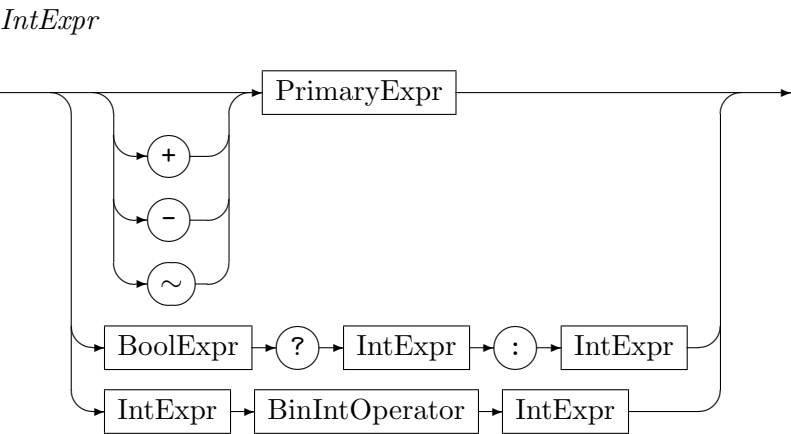 IntExpr
PrimaryExpr
+
-
~
BoolExpr ? IntExpr : IntExpr
IntExpr BinIntOperator IntExpr